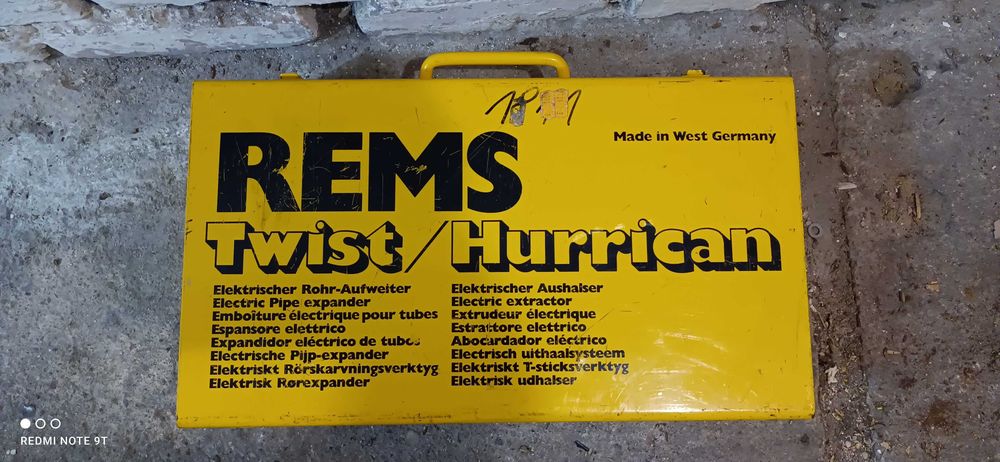 REMS
Made in West Germany
Twist/Hurrican
Elektrischer Rohr-Aufweiter
Electric Pipe expander
Emboîture électrique pour tubes
Espansore elettrico
Expandidor eléctrico de tubos
Elektrische Pijp-expander
Elektriskt Rörskarvningsverktyg
Elektrisk Rørexpander
Elektrischer Aushalser
Electric extractor
Extrudeur électrique
Estrattore elettrico
Abocardador eléctrico
Electrisch uithaalsysteem
Elektriskt T-sticksverktyg
Elektrisk udhalser
REDMI NOTE 9T